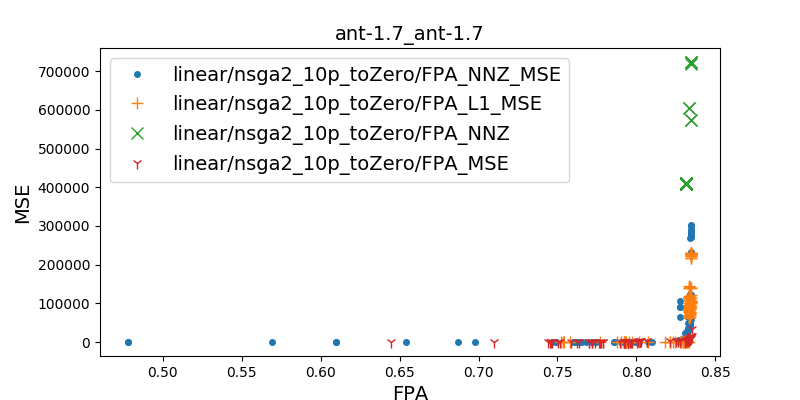 ant-1.7_ant-1.7
linear/nsga2_10p_toZero/FPA_NNZ_MSE
linear/nsga2_10p_toZero/FPA_L1_MSE
linear/nsga2_10p_toZero/FPA_NNZ
linear/nsga2_10p_toZero/FPA_MSE
MSE
700000
600000
500000
400000
300000
200000
100000
0
0.50 0.55 0.60 0.65 0.70 0.75 0.80 0.85
FPA